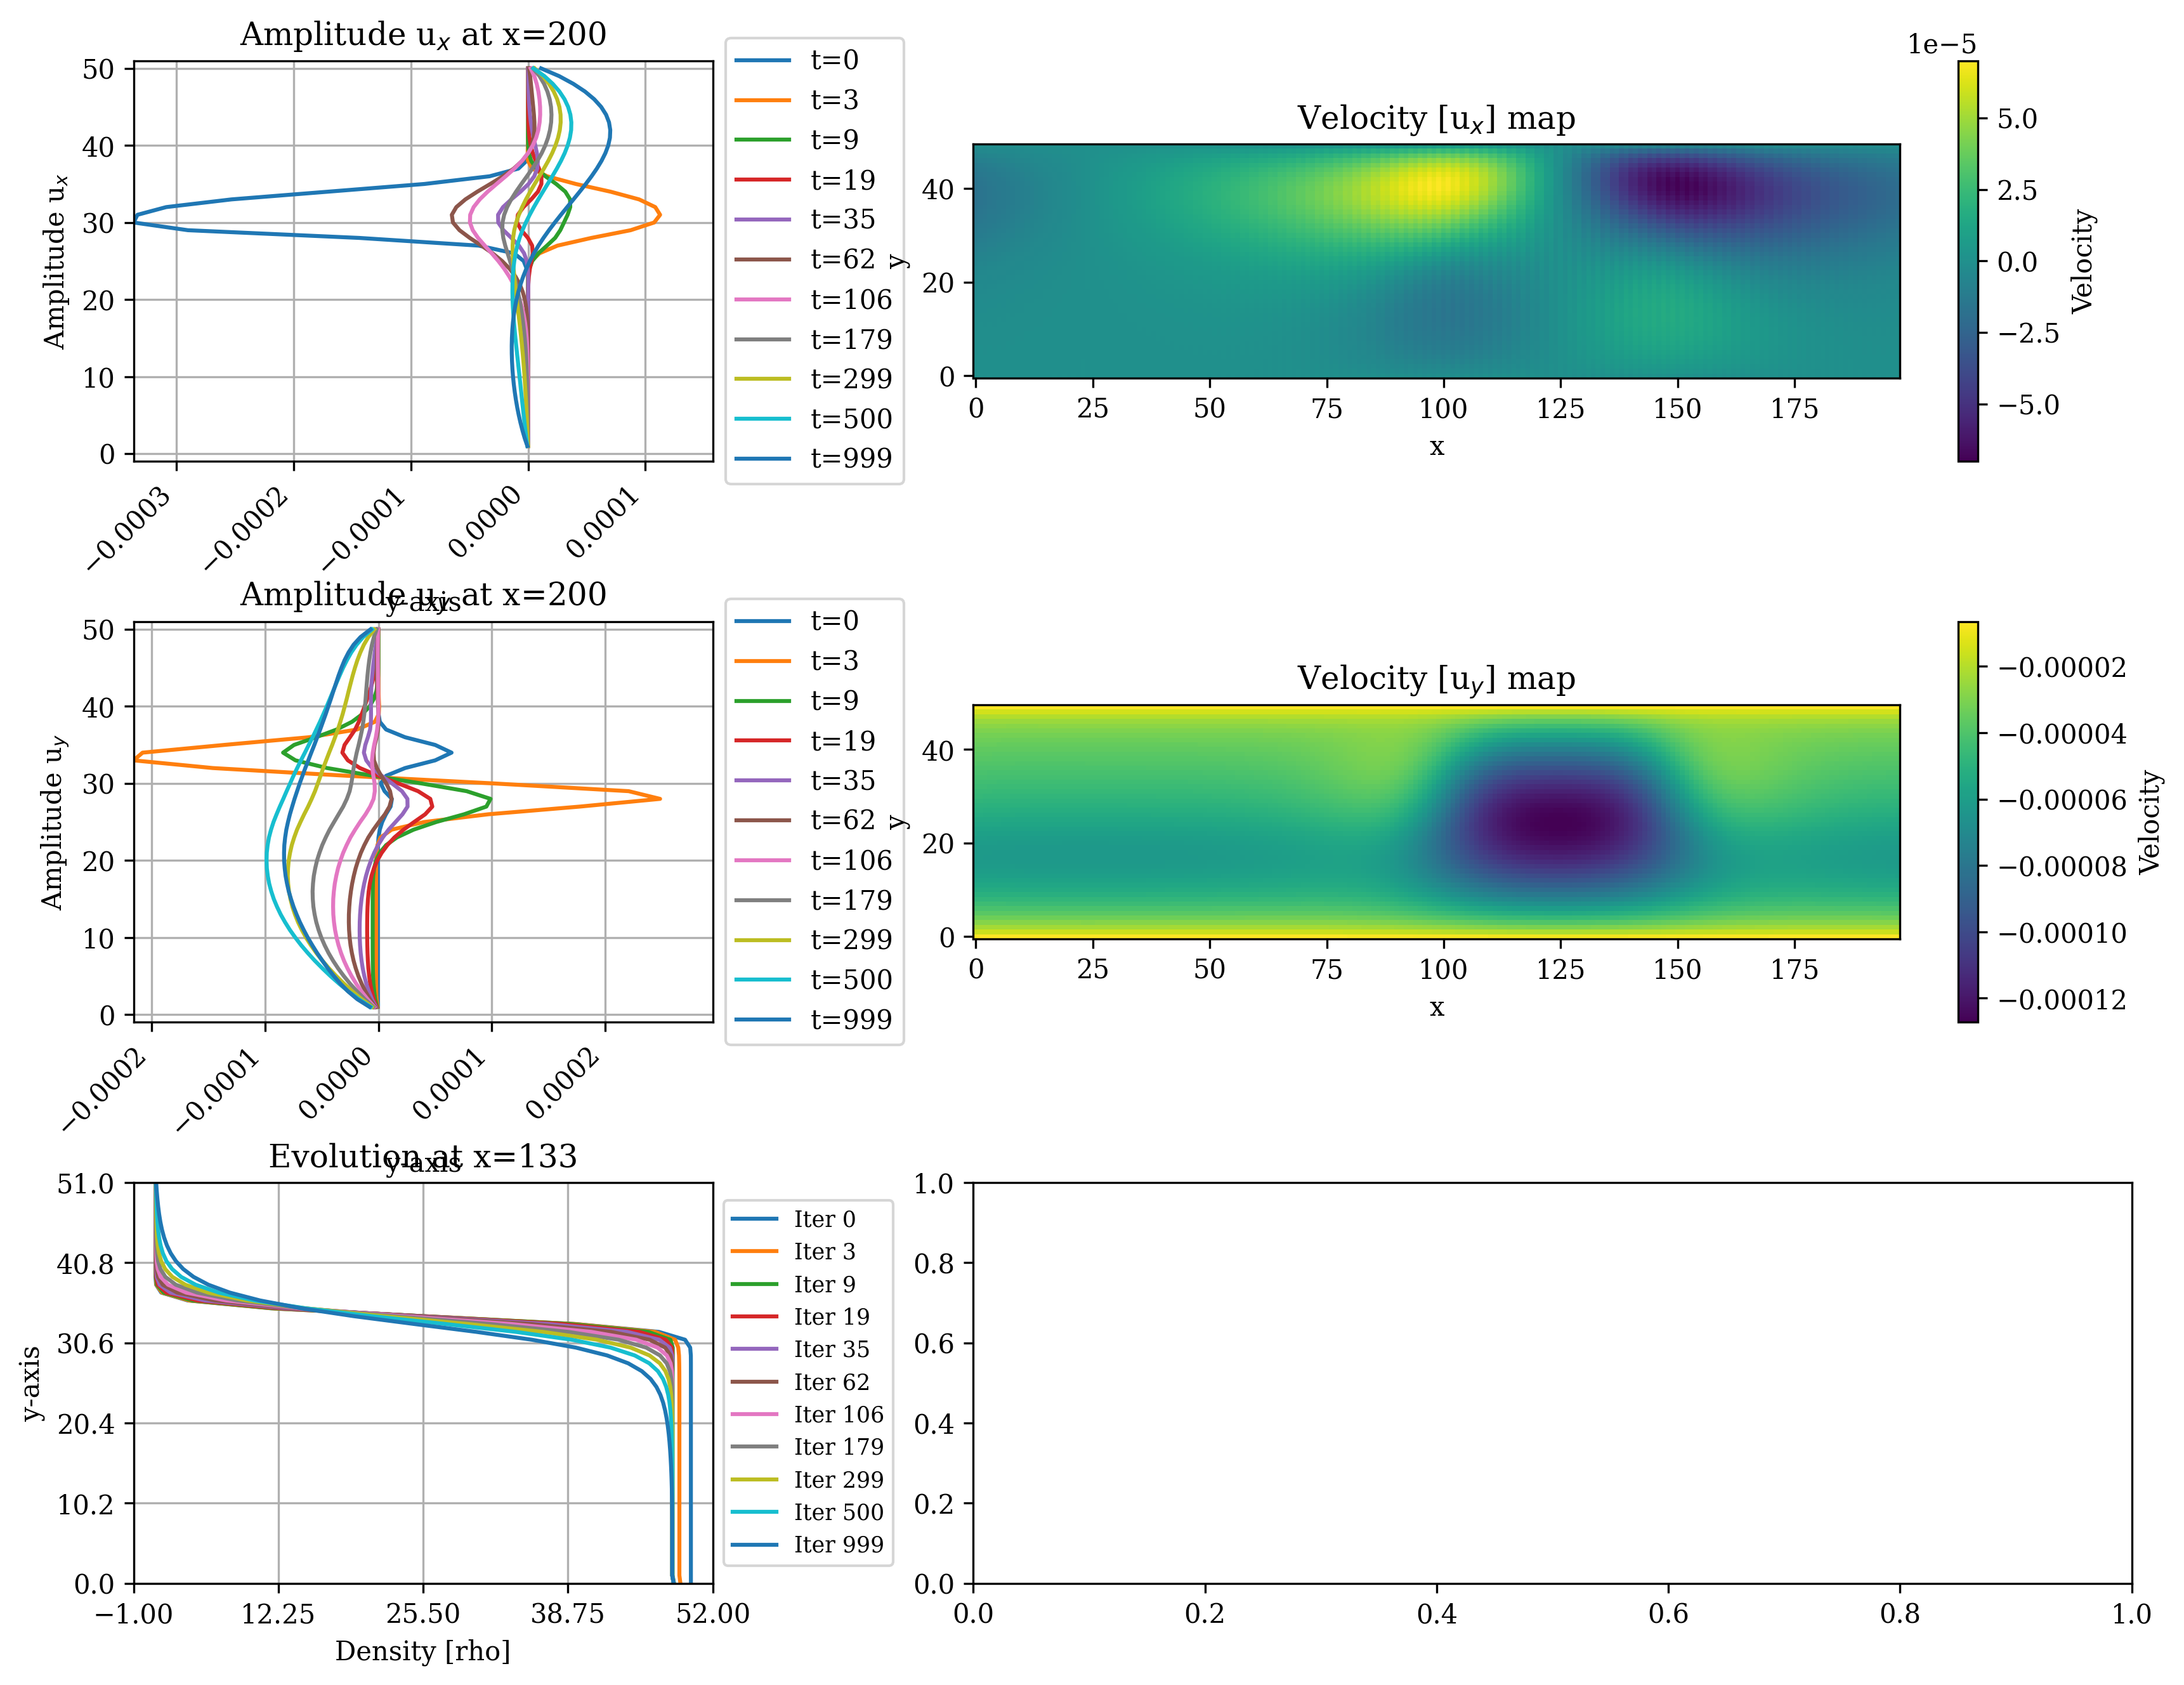 Amplitude uₓ at x=200
Amplitude uₓ
50
40
30
20
10
0
−0.0003
−0.0002
−0.0001
0.0000
0.0001
y-axis
t=0
t=3
t=9
t=19
t=35
t=62
t=106
t=179
t=299
t=500
t=999
Velocity [uₓ] map
y
40
20
0
0
25
50
75
100
125
150
175
x
1e−5
5.0
2.5
0.0
−2.5
−5.0
Velocity
Amplitude u_y at x=200
Amplitude u_y
50
40
30
20
10
0
−0.0002
−0.0001
0.0000
0.0001
0.0002
y-axis
t=0
t=3
t=9
t=19
t=35
t=62
t=106
t=179
t=299
t=500
t=999
Velocity [u_y] map
y
40
20
0
0
25
50
75
100
125
150
175
x
−0.00002
−0.00004
−0.00006
−0.00008
−0.00010
−0.00012
Velocity
Evolution at x=133
y-axis
51.0
40.8
30.6
20.4
10.2
0.0
−1.00
12.25
25.50
38.75
52.00
Density [rho]
Iter 0
Iter 3
Iter 9
Iter 19
Iter 35
Iter 62
Iter 106
Iter 179
Iter 299
Iter 500
Iter 999
1.0
0.8
0.6
0.4
0.2
0.0
0.0
0.2
0.4
0.6
0.8
1.0